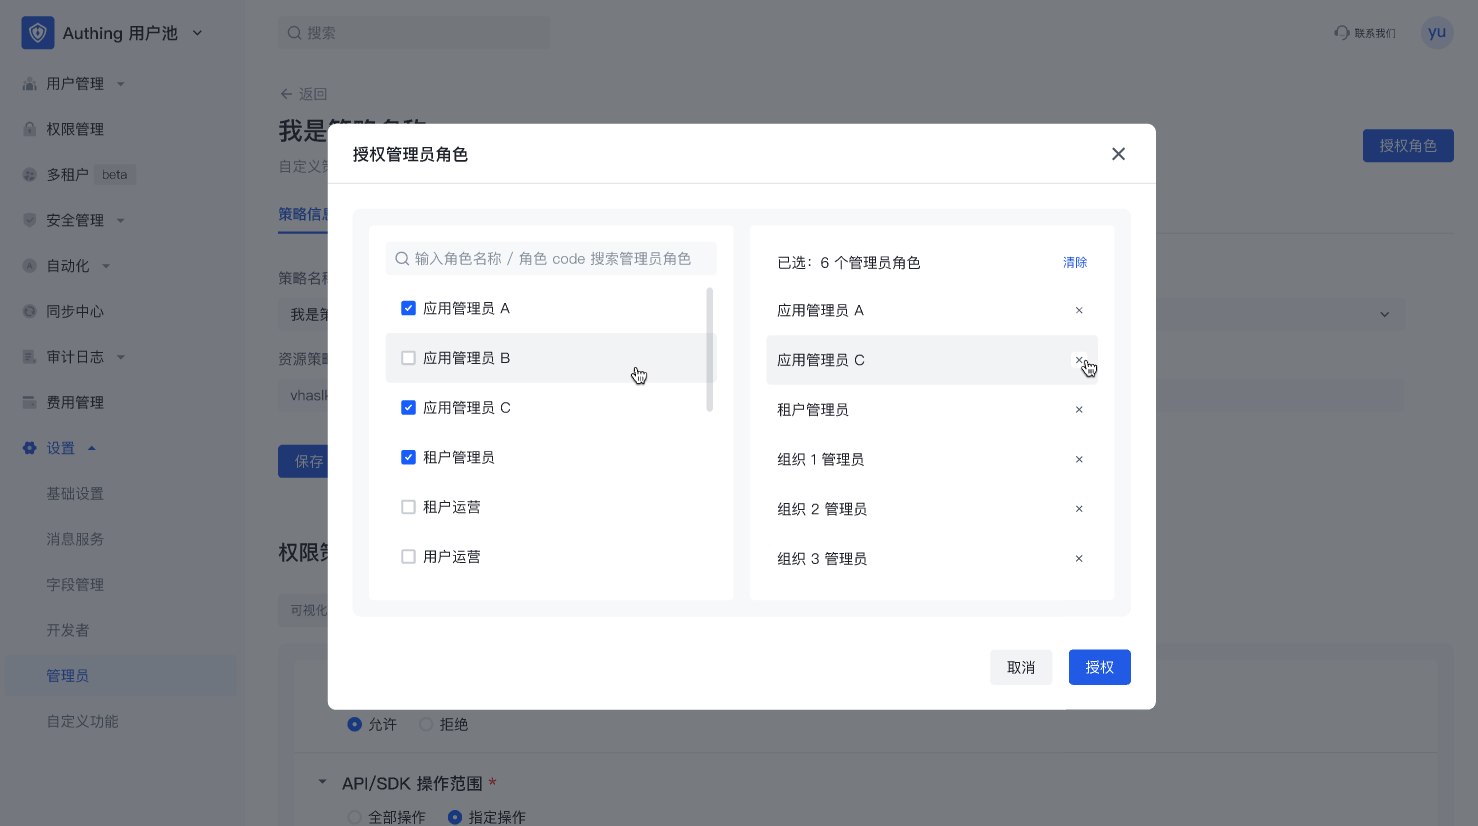 Authing 用户池
搜索
联系我们
yu
用户管理
权限管理
多租户 beta
安全管理
自动化
同步中心
审计日志
费用管理
设置
基础设置
消息服务
字段管理
开发者
管理员
自定义功能
返回
我是策略名称
自定义
授权角色
策略信息
策略名称
我是
资源策略
保存
权限
可视化
授权管理员角色
输入角色名称 / 角色 code 搜索管理员角色
应用管理员 A
应用管理员 B
应用管理员 C
租户管理员
租户运营
用户运营
已选：6 个管理员角色
清除
应用管理员 A
应用管理员 C
租户管理员
组织 1 管理员
组织 2 管理员
组织 3 管理员
取消
授权
允许
拒绝
API/SDK 操作范围 *
全部操作
指定操作